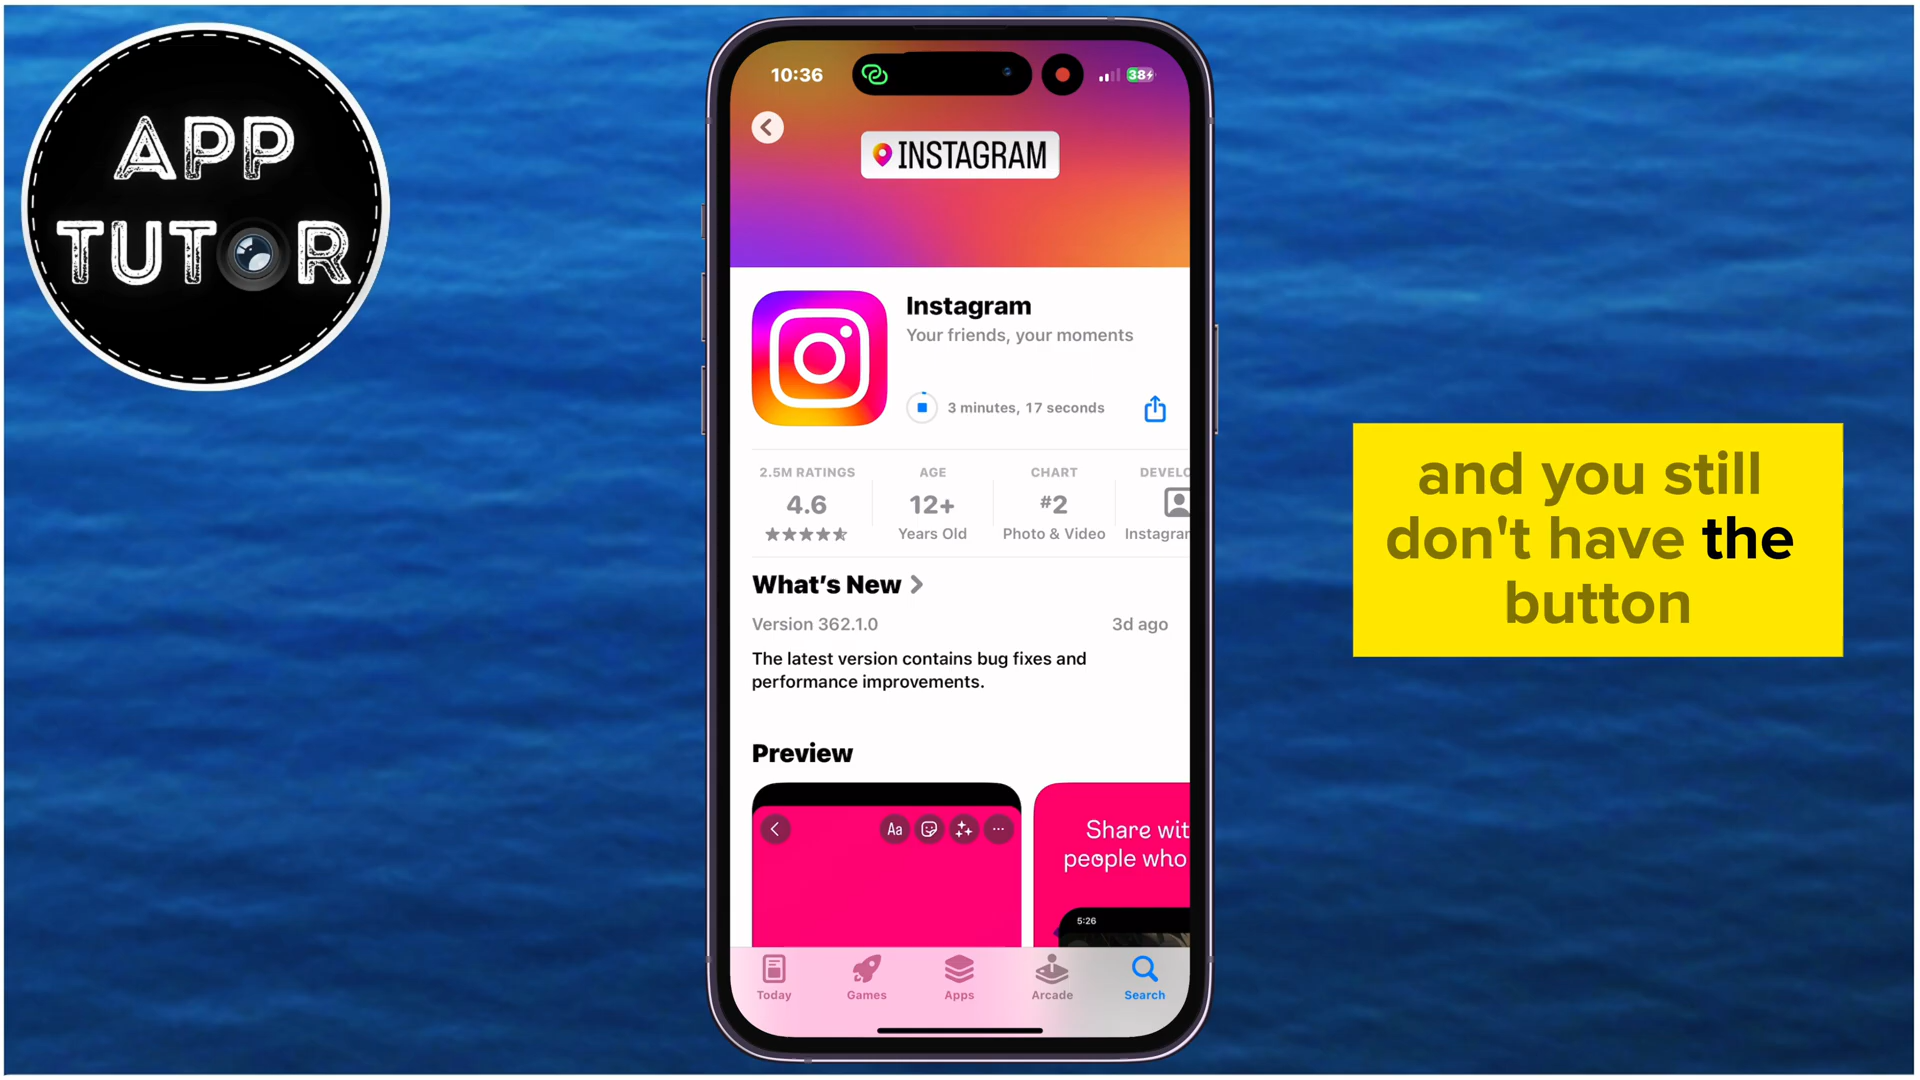 APP
TUTOR
10:36
38
INSTAGRAM
Instagram
Your friends, your moments
3 minutes, 17 seconds
2.5M RATINGS
4.6
AGE
12+
Years Old
CHART
#2
Photo & Video
DEVELO
Instagram
What's New
Version 362.1.0
3d ago
The latest version contains bug fixes and
performance improvements.
Preview
Aa
Share wit
people who
5:26
Today
Games
Apps
Arcade
Search
and you still
don't have the
button